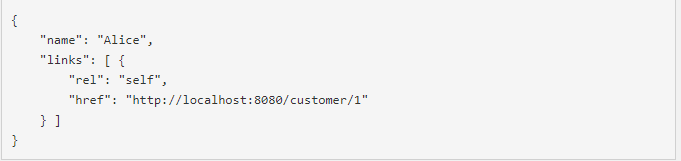 {
    "name": "Alice",
    "links": [ {
        "rel": "self",
        "href": "http://localhost:8080/customer/1"
    } ]
}